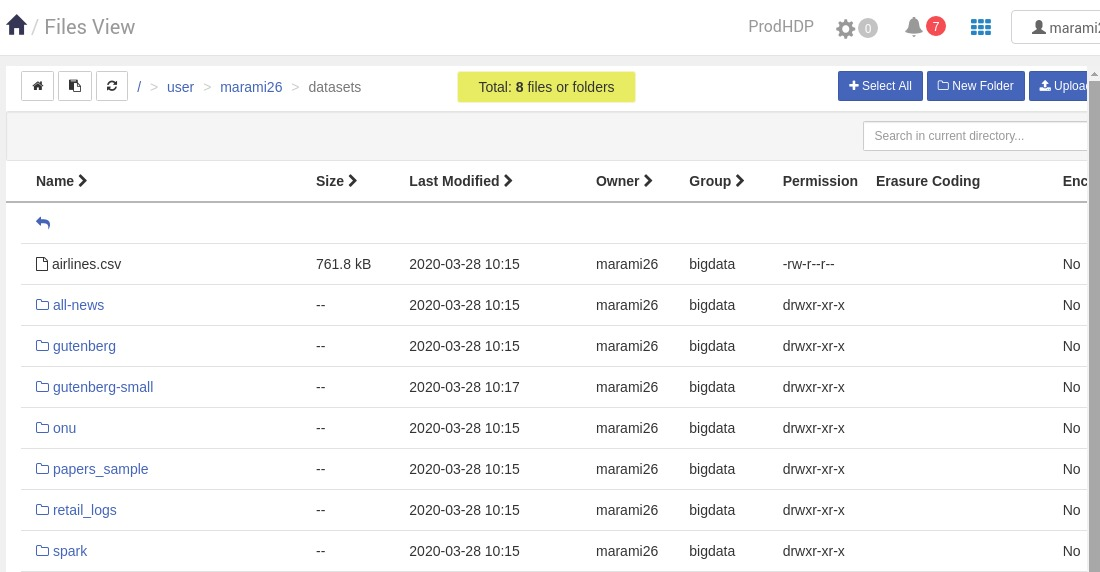 / Files View ProdHDP 0 7 marami2
/ > user > marami26 > datasets Total: 8 files or folders Select All New Folder Uploa
Search in current directory...
Name Size Last Modified Owner Group Permission Erasure Coding Enc
airlines.csv 761.8 kB 2020-03-28 10:15 marami26 bigdata -rw-r--r-- No
all-news -- 2020-03-28 10:15 marami26 bigdata drwxr-xr-x No
gutenberg -- 2020-03-28 10:15 marami26 bigdata drwxr-xr-x No
gutenberg-small -- 2020-03-28 10:17 marami26 bigdata drwxr-xr-x No
onu -- 2020-03-28 10:15 marami26 bigdata drwxr-xr-x No
papers_sample -- 2020-03-28 10:15 marami26 bigdata drwxr-xr-x No
retail_logs -- 2020-03-28 10:15 marami26 bigdata drwxr-xr-x No
spark -- 2020-03-28 10:15 marami26 bigdata drwxr-xr-x No